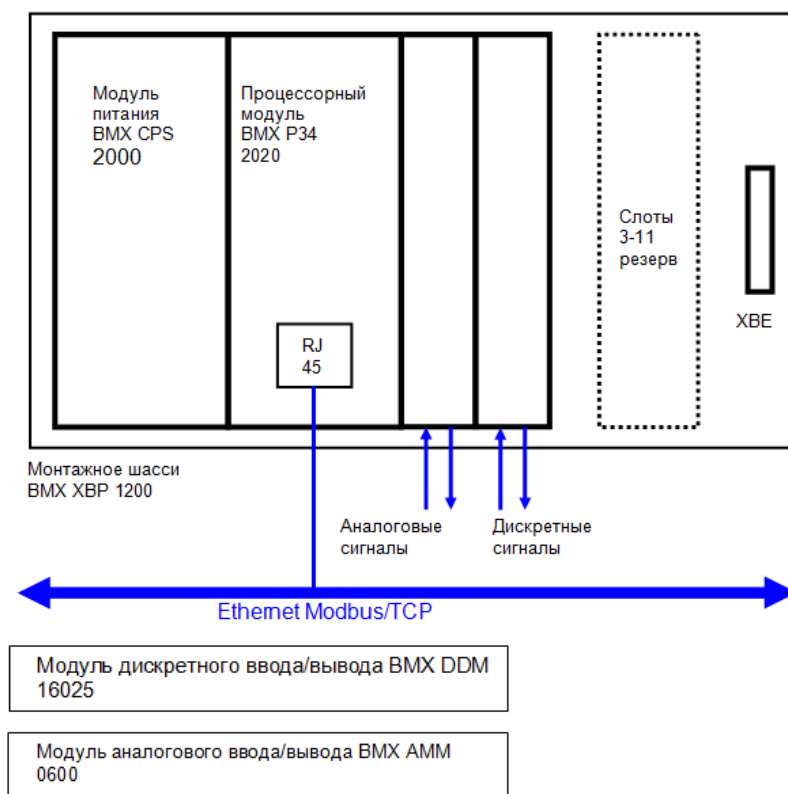 Модуль
питания
BMX CPS
2000
Процессорный
модуль
BMX P34
2020
Слоты
3-11
резерв
XBE
RJ
45
Монтажное шасси
BMX XBP 1200
Аналоговые
сигналы
Дискретные
сигналы
Ethernet Modbus/TCP
Модуль дискретного ввода/вывода BMX DDM
16025
Модуль аналогового ввода/вывода BMX AMM
0600